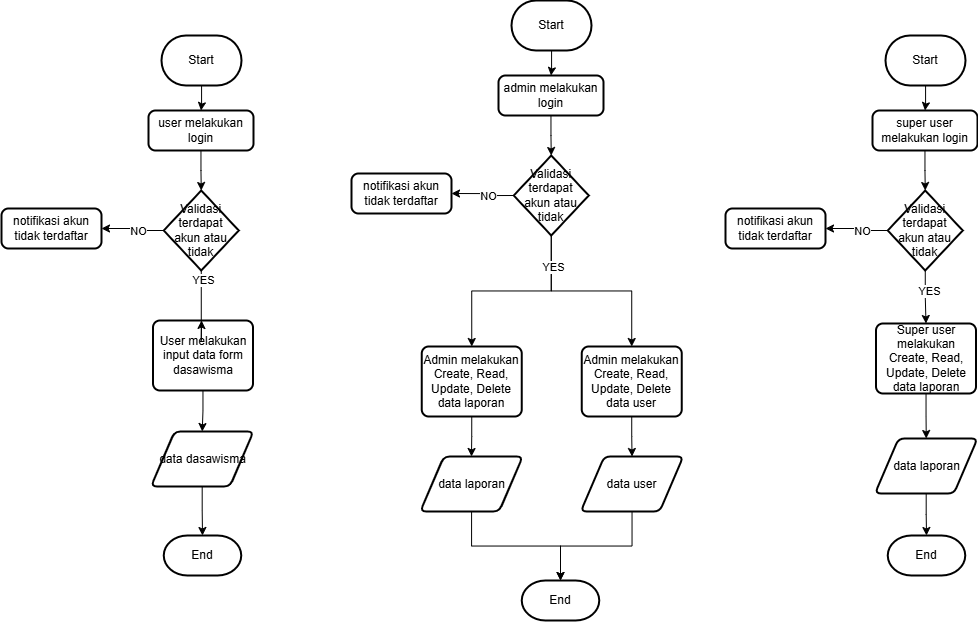 Start
user melakukan
login
Validasi
terdapat
akun atau
tidak
NO
notifikasi akun
tidak terdaftar
YES
User melakukan
input data form
dasawisma
data dasawisma
End
Start
admin melakukan
login
Validasi
terdapat
akun atau
tidak
NO
notifikasi akun
tidak terdaftar
YES
Admin melakukan
Create, Read,
Update, Delete
data laporan
Admin melakukan
Create, Read,
Update, Delete
data user
data laporan
data user
End
Start
super user
melakukan login
Validasi
terdapat
akun atau
tidak
NO
notifikasi akun
tidak terdaftar
YES
Super user
melakukan
Create, Read,
Update, Delete
data laporan
data laporan
End